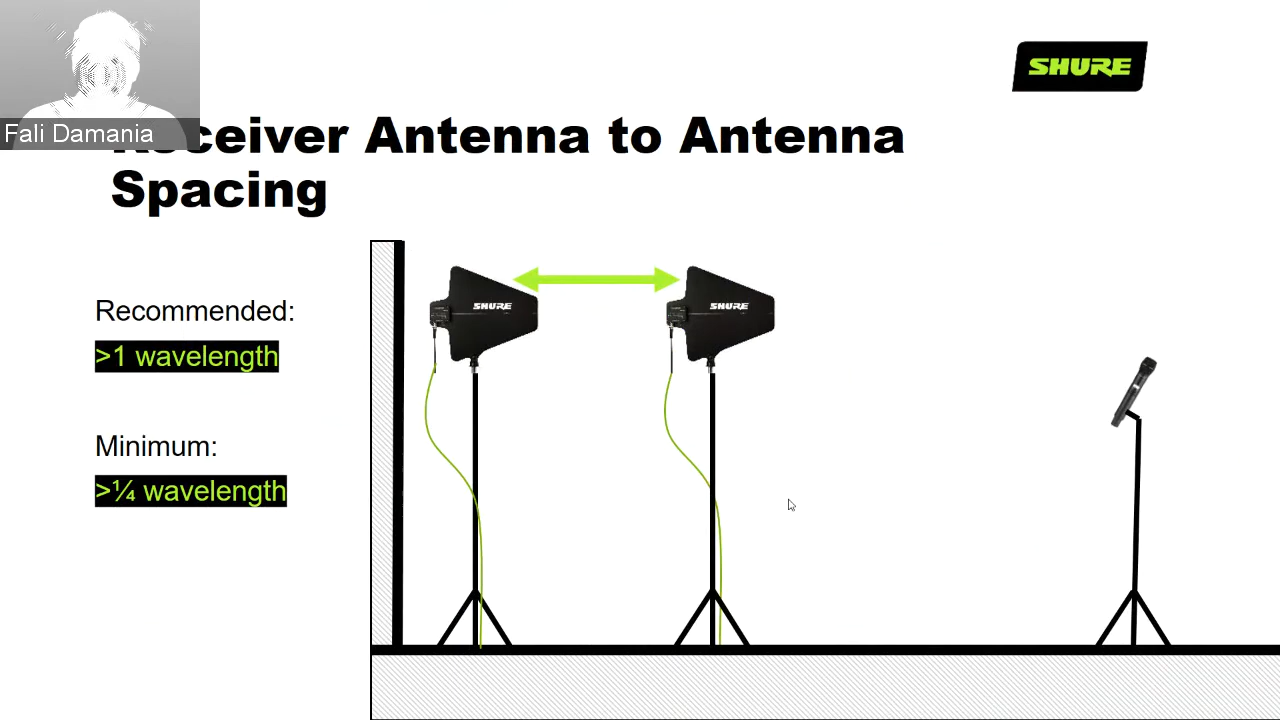 SHURE
Fali Damania
Receiver Antenna to Antenna
Spacing
Recommended:
>1 wavelength
Minimum:
>¼ wavelength
SHURE
SHURE